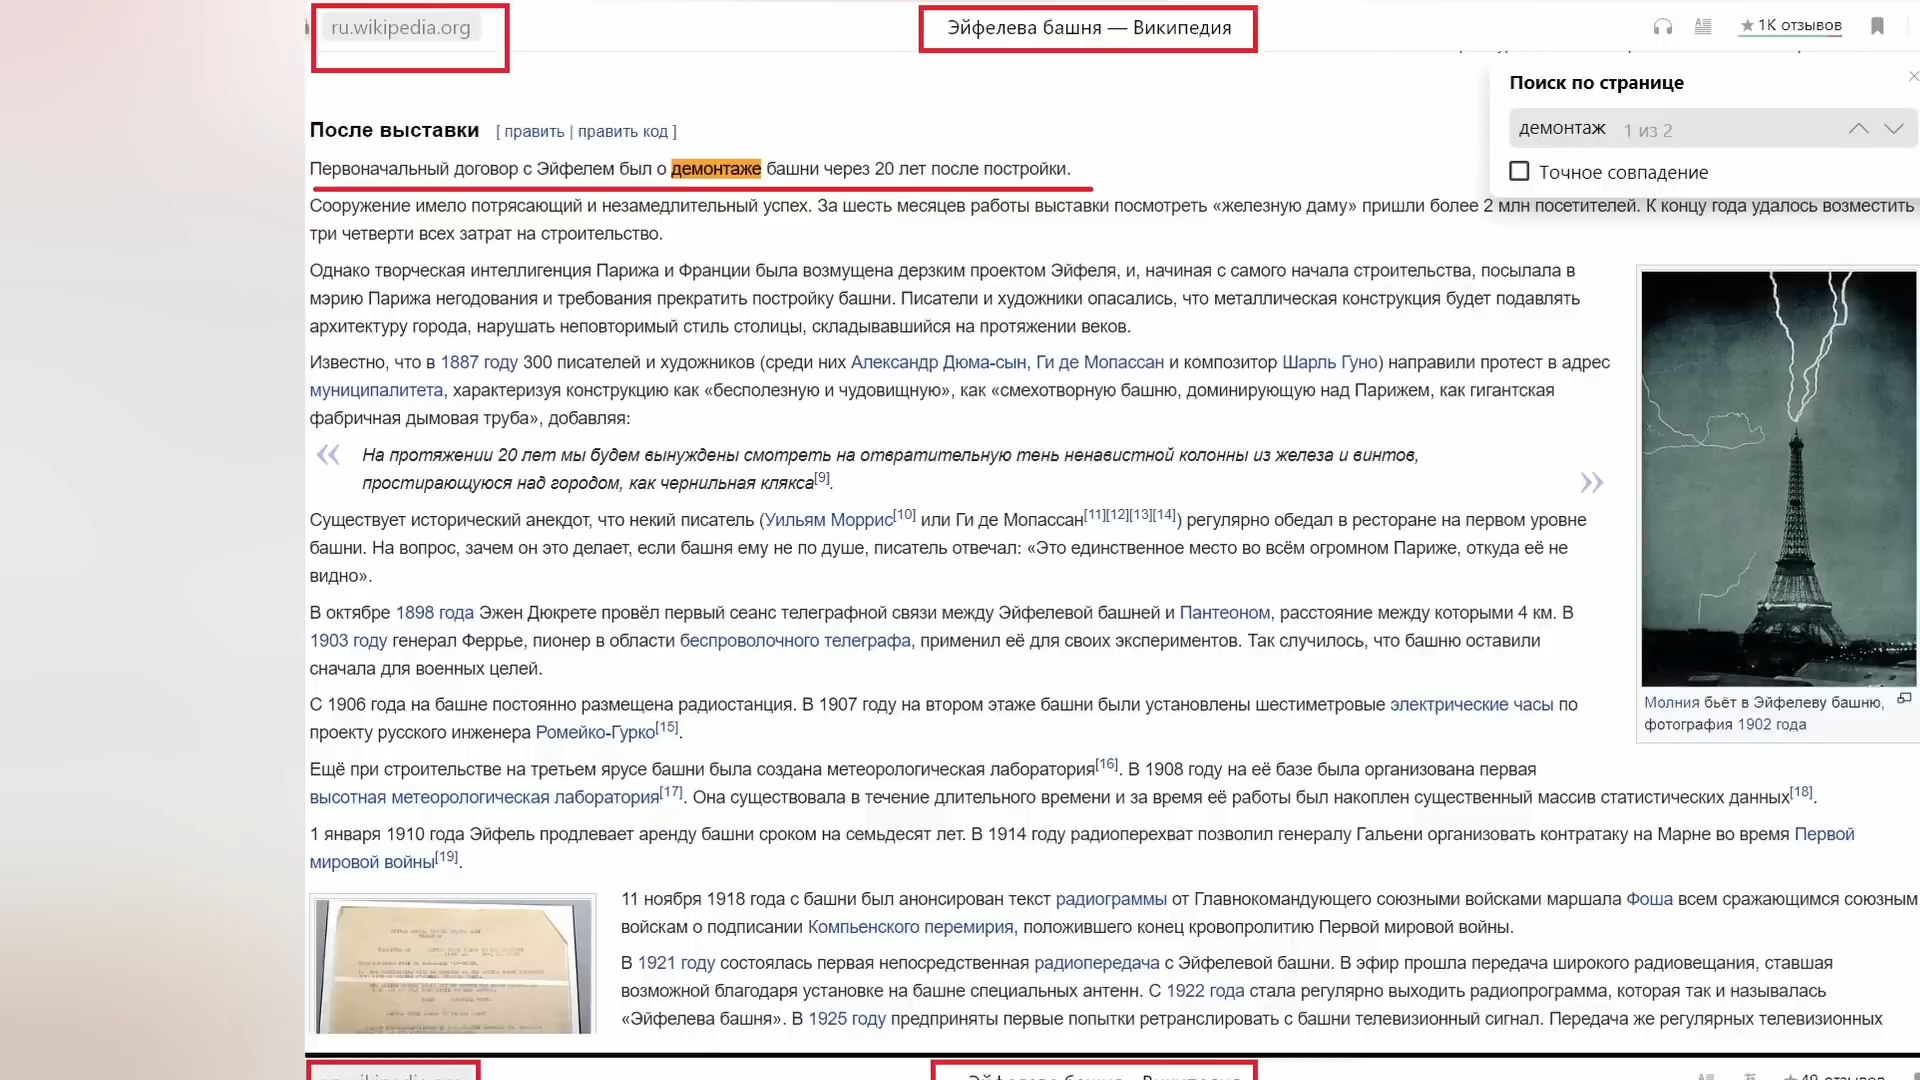 ru.wikipedia.org
Эйфелева башня — Википедия
1K отзывов
Поиск по странице
демонтаж 1 из 2
Точное совпадение
После выставки [ править | править код ]
Первоначальный договор с Эйфелем был о демонтаже башни через 20 лет после постройки.
Сооружение имело потрясающий и незамедлительный успех. За шесть месяцев работы выставки посмотреть «железную даму» пришли более 2 млн посетителей. К концу года удалось возместить
три четверти всех затрат на строительство.
Однако творческая интеллигенция Парижа и Франции была возмущена дерзким проектом Эйфеля, и, начиная с самого начала строительства, посылала в
мэрию Парижа негодования и требования прекратить постройку башни. Писатели и художники опасались, что металлическая конструкция будет подавлять
архитектуру города, нарушать неповторимый стиль столицы, складывавшийся на протяжении веков.
Известно, что в 1887 году 300 писателей и художников (среди них Александр Дюма-сын, Ги де Мопассан и композитор Шарль Гуно) направили протест в адрес
муниципалитета, характеризуя конструкцию как «бесполезную и чудовищную», как «смехотворную башню, доминирующую над Парижем, как гигантская
фабричная дымовая труба», добавляя:
« На протяжении 20 лет мы будем вынуждены смотреть на отвратительную тень ненавистной колонны из железа и винтов,
простирающуюся над городом, как чернильная клякса[9]. »
Существует исторический анекдот, что некий писатель (Уильям Моррис[10] или Ги де Мопассан[11][12][13][14]) регулярно обедал в ресторане на первом уровне
башни. На вопрос, зачем он это делает, если башня ему не по душе, писатель отвечал: «Это единственное место во всём огромном Париже, откуда её не
видно».
В октябре 1898 года Эжен Дюкрете провёл первый сеанс телеграфной связи между Эйфелевой башней и Пантеоном, расстояние между которыми 4 км. В
1903 году генерал Феррье, пионер в области беспроволочного телеграфа, применил её для своих экспериментов. Так случилось, что башню оставили
сначала для военных целей.
С 1906 года на башне постоянно размещена радиостанция. В 1907 году на втором этаже башни были установлены шестиметровые электрические часы по
проекту русского инженера Ромейко-Гурко[15].
Молния бьёт в Эйфелеву башню,
фотография 1902 года
Ещё при строительстве на третьем ярусе башни была создана метеорологическая лаборатория[16]. В 1908 году на её базе была организована первая
высотная метеорологическая лаборатория[17]. Она существовала в течение длительного времени и за время её работы был накоплен существенный массив статистических данных[18].
1 января 1910 года Эйфель продлевает аренду башни сроком на семьдесят лет. В 1914 году радиоперехват позволил генералу Гальени организовать контратаку на Марне во время Первой
мировой войны[19].
11 ноября 1918 года с башни был анонсирован текст радиограммы от Главнокомандующего союзными войсками маршала Фоша всем сражающимся союзным
войскам о подписании Компьенского перемирия, положившего конец кровопролитию Первой мировой войны.
В 1921 году состоялась первая непосредственная радиопередача с Эйфелевой башни. В эфир прошла передача широкого радиовещания, ставшая
возможной благодаря установке на башне специальных антенн. С 1922 года стала регулярно выходить радиопрограмма, которая так и называлась
«Эйфелева башня». В 1925 году предприняты первые попытки ретранслировать с башни телевизионный сигнал. Передача же регулярных телевизионных